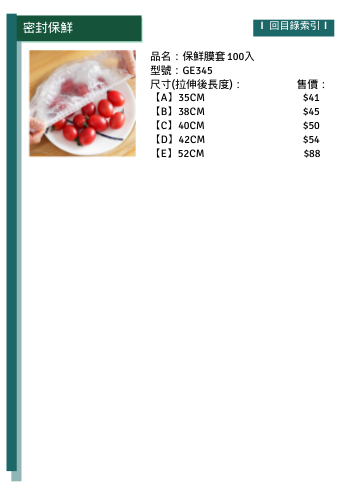 密封保鮮
I 回目錄索引 I
品名：保鮮膜套100入
型號：GE345
尺寸(拉伸後長度)： 售價：
【A】35CM $41
【B】38CM $45
【C】40CM $50
【D】42CM $54
【E】52CM $88